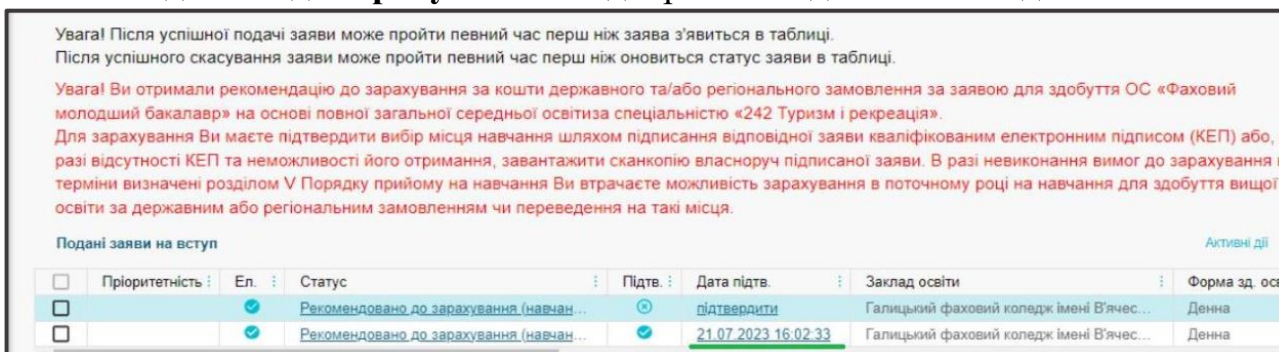 Увага! Після успішної подачі заяви може пройти певний час перш ніж заява з'явиться в таблиці.
Після успішного скасування заяви може пройти певний час перш ніж оновиться статус заяви в таблиці.
Увага! Ви отримали рекомендацію до зарахування за кошти державного та/або регіонального замовлення за заявою для здобуття ОС «Фаховий
молодший бакалавр» на основі повної загальної середньої освітиза спеціальністю «242 Туризм і рекреація».
Для зарахування Ви маєте підтвердити вибір місця навчання шляхом підписання відповідної заяви кваліфікованим електронним підписом (КЕП) або,
разі відсутності КЕП та неможливості його отримання, завантажити сканкопію власноруч підписаної заяви. В разі невиконання вимог до зарахування
терміни визначені розділом V Порядку прийому на навчання Ви втрачаєте можливість зарахування в поточному році на навчання для здобуття вищої
освіти за державним або регіональним замовленням чи переведення на такі місця.
Подані заяви на вступ Активні дії
Пріоритетність Ел. Статус Підтв. Дата підтв. Заклад освіти Форма зд. осв
Рекомендовано до зарахування (навчан... підтвердити Галицький фаховий коледж імені В'ячес... Денна
Рекомендовано до зарахування (навчан... 21.07.2023 16:02:33 Галицький фаховий коледж імені В'ячес... Денна